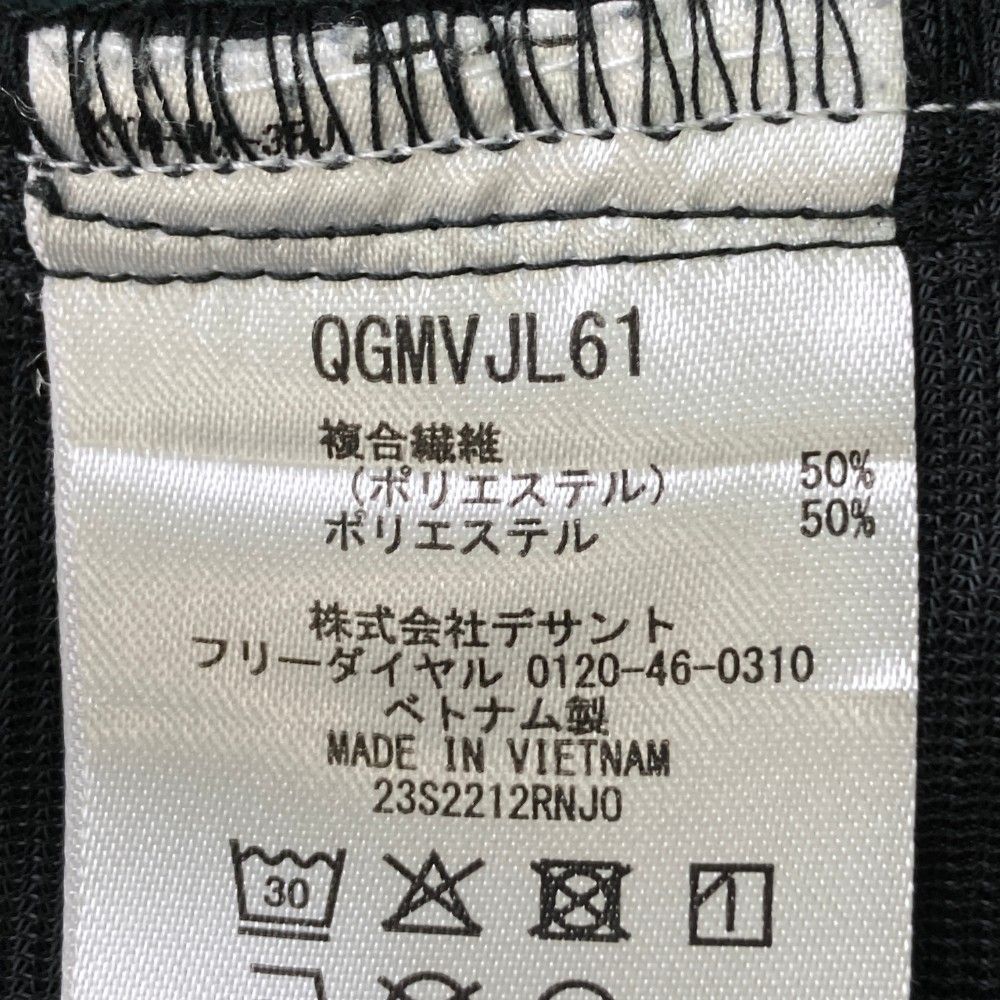 QGMVJL61
複合繊維
(ポリエステル) 50%
ポリエステル 50%
株式会社デサント
フリーダイヤル 0120-46-0310
ベトナム製
MADE IN VIETNAM
23S2212RNJO
30